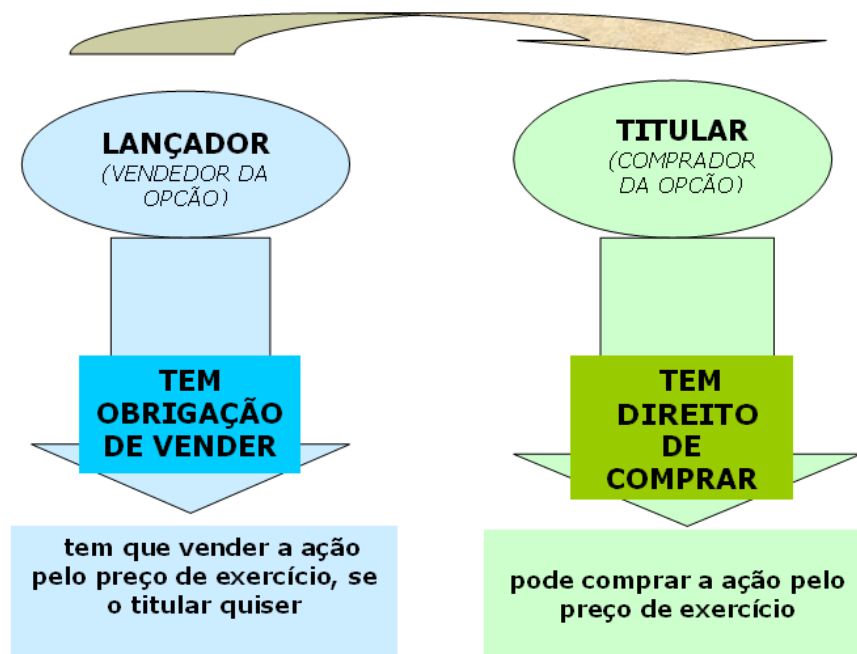 LANÇADOR
(VENDEDOR DA
OPCÃO)
TEM
OBRIGAÇÃO
DE VENDER
tem que vender a ação
pelo preço de exercício, se
o titular quiser
TITULAR
(COMPRADOR
DA OPÇÃO)
TEM
DIREITO
DE
COMPRAR
pode comprar a ação pelo
preço de exercício